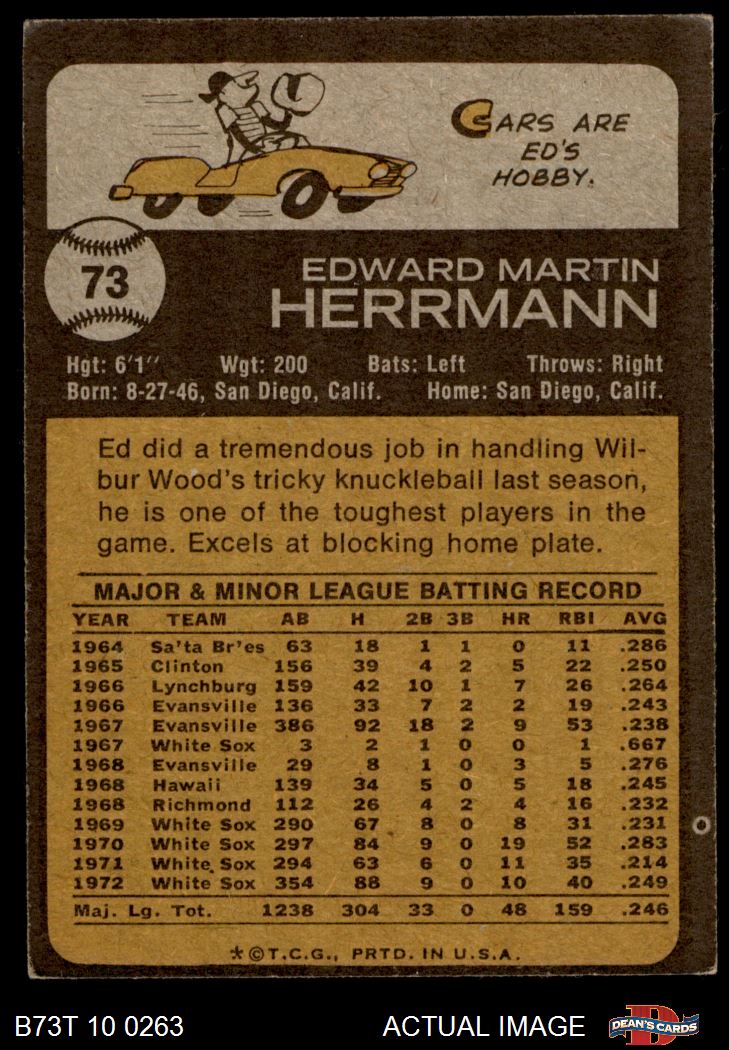 CARS ARE
ED'S
HOBBY.
73
EDWARD MARTIN
HERRMANN
Hgt: 6'1" Wgt: 200 Bats: Left Throws: Right
Born: 8-27-46, San Diego, Calif. Home: San Diego, Calif.
Ed did a tremendous job in handling Wil-
bur Wood's tricky knuckleball last season,
he is one of the toughest players in the
game. Excels at blocking home plate.
MAJOR & MINOR LEAGUE BATTING RECORD
YEAR TEAM AB H 2B 3B HR RBI AVG
1964 Sa'ta Br'es 63 18 1 1 0 11 .286
1965 Clinton 156 39 4 2 5 22 .250
1966 Lynchburg 159 42 10 1 7 26 .264
1966 Evansville 136 33 7 2 2 19 .243
1967 Evansville 386 92 18 2 9 53 .238
1967 White Sox 3 2 1 0 0 1 .667
1968 Evansville 29 8 1 0 3 5 .276
1968 Hawaii 139 34 5 0 5 18 .245
1968 Richmond 112 26 4 2 4 16 .232
1969 White Sox 290 67 8 0 8 31 .231
1970 White Sox 297 84 9 0 19 52 .283
1971 White Sox 294 63 6 0 11 35 .214
1972 White Sox 354 88 9 0 10 40 .249
Maj. Lg. Tot. 1238 304 33 0 48 159 .246
*©T.C.G., PRTD. IN U.S.A.
B73T 10 0263 ACTUAL IMAGE D DEAN'S CARDS